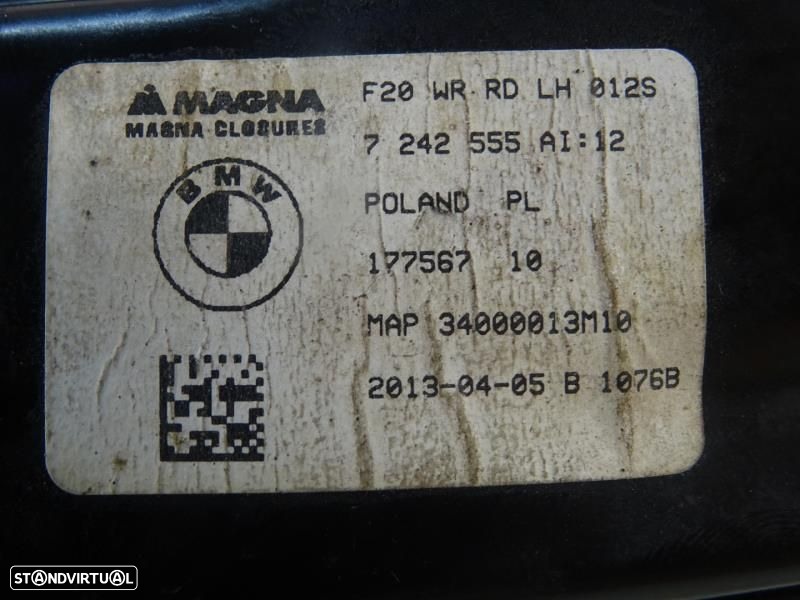 MAGNA
MAGNA CLOSURES
BMW
F20 WR RD LH 012S
7 242 555 AI:12
POLAND PL
177567 10
MAP 34000013M10
2013-04-05 B 1076B
STANDVIRTUAL